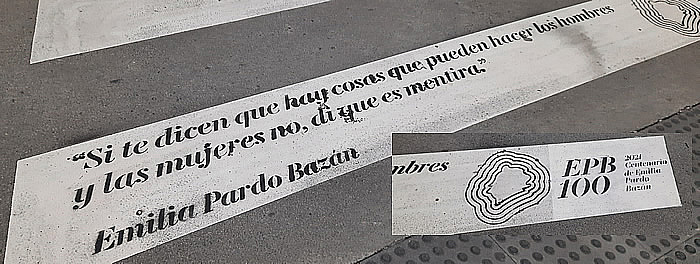 “Si te dicen que hay cosas que pueden hacer los hombres
y las mujeres no, di que es mentira”
Emilia Pardo Bazán
mbres
EPB
100
2021
Centenario
de Emilia
Pardo
Bazán